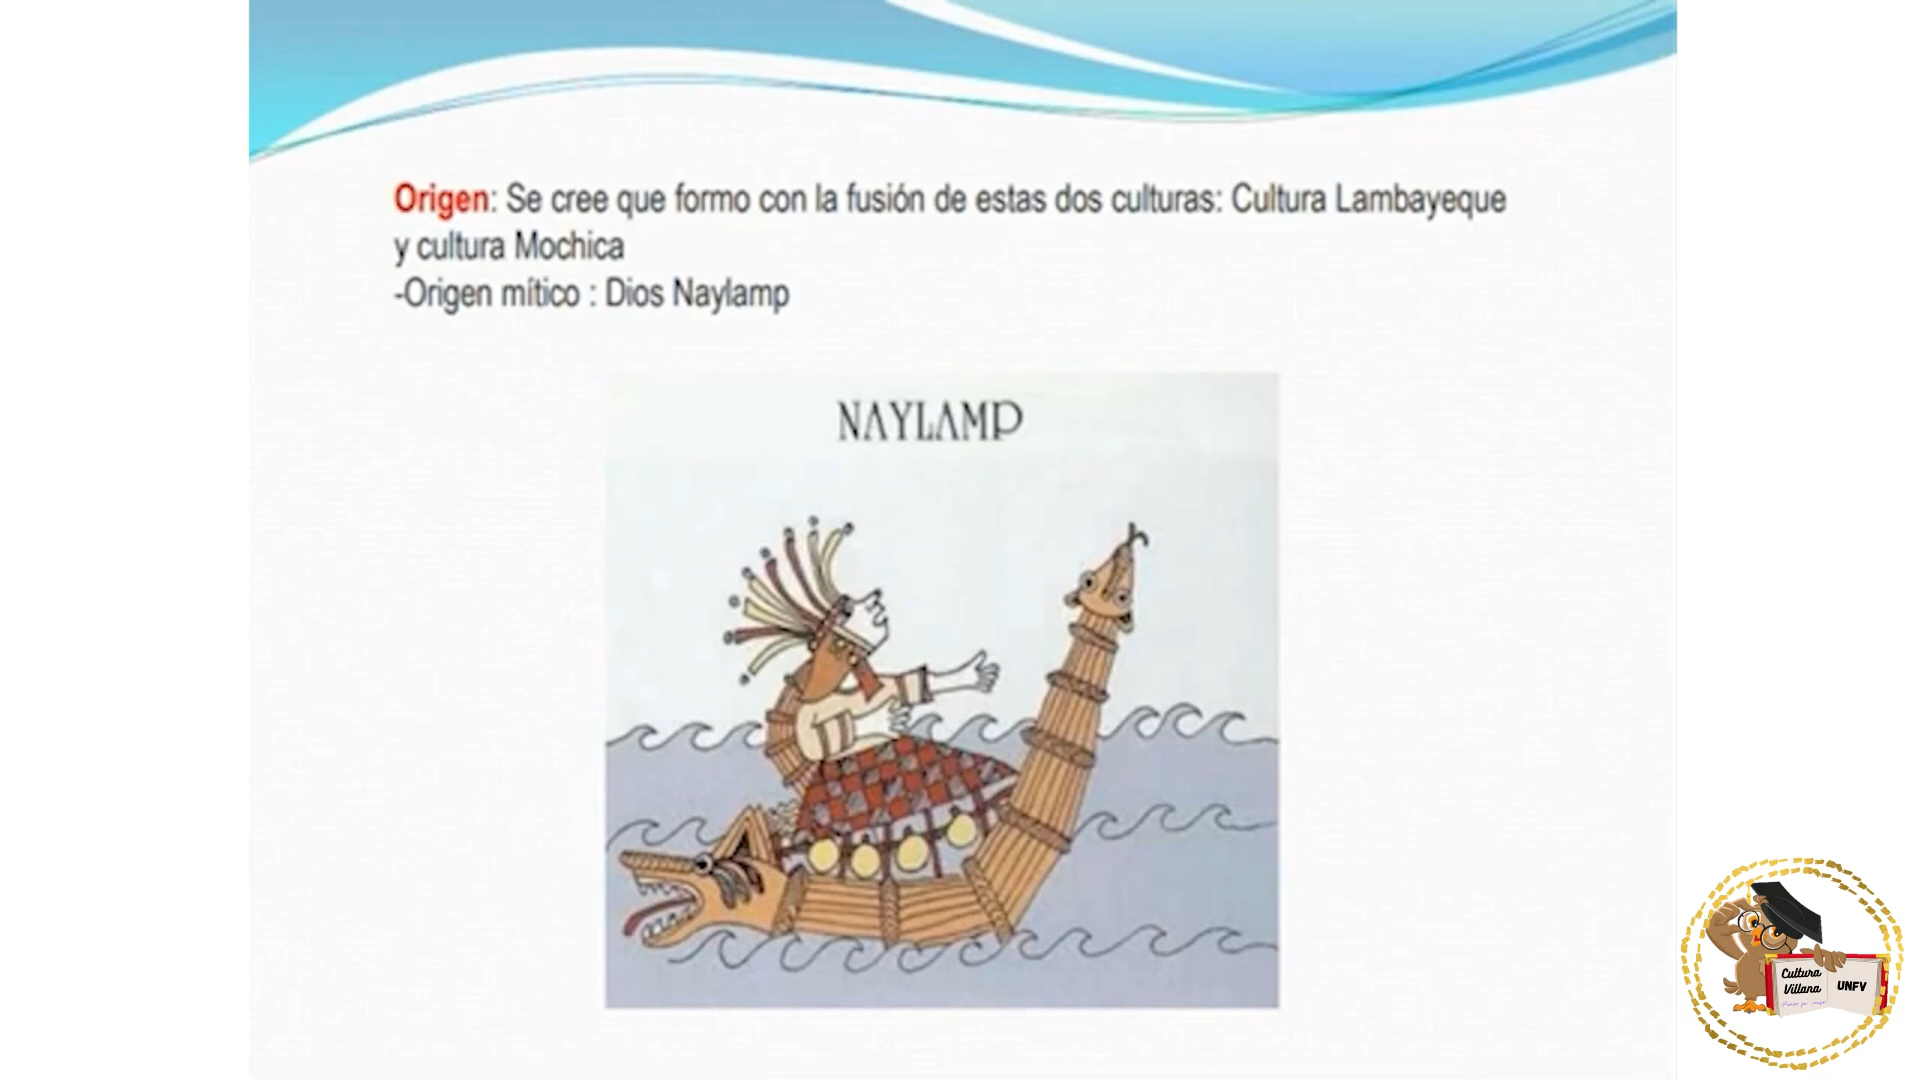 Origen: Se cree que formo con la fusión de estas dos culturas: Cultura Lambayeque
y cultura Mochica
-Origen mítico : Dios Naylamp
NAYLAMP
Cultura
Villana
UNFV